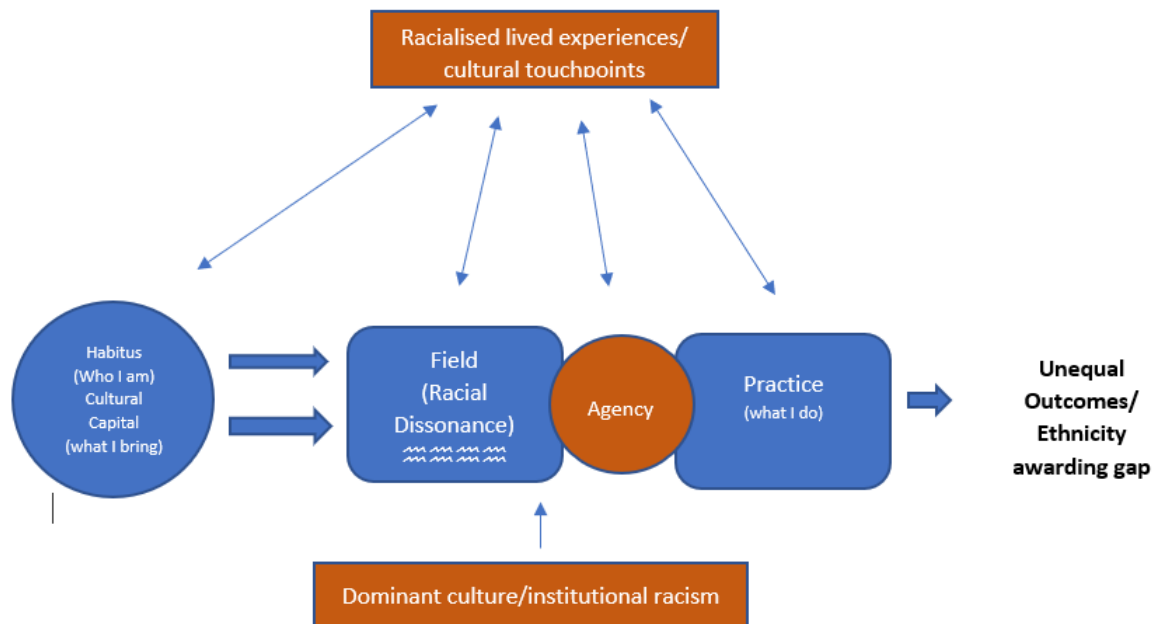 Racialised lived experiences/
cultural touchpoints
Habitus
(Who I am)
Cultural
Capital
(what I bring)
Field
(Racial
Dissonance)
Agency
Practice
(what I do)
Unequal
Outcomes/
Ethnicity
awarding gap
Dominant culture/institutional racism